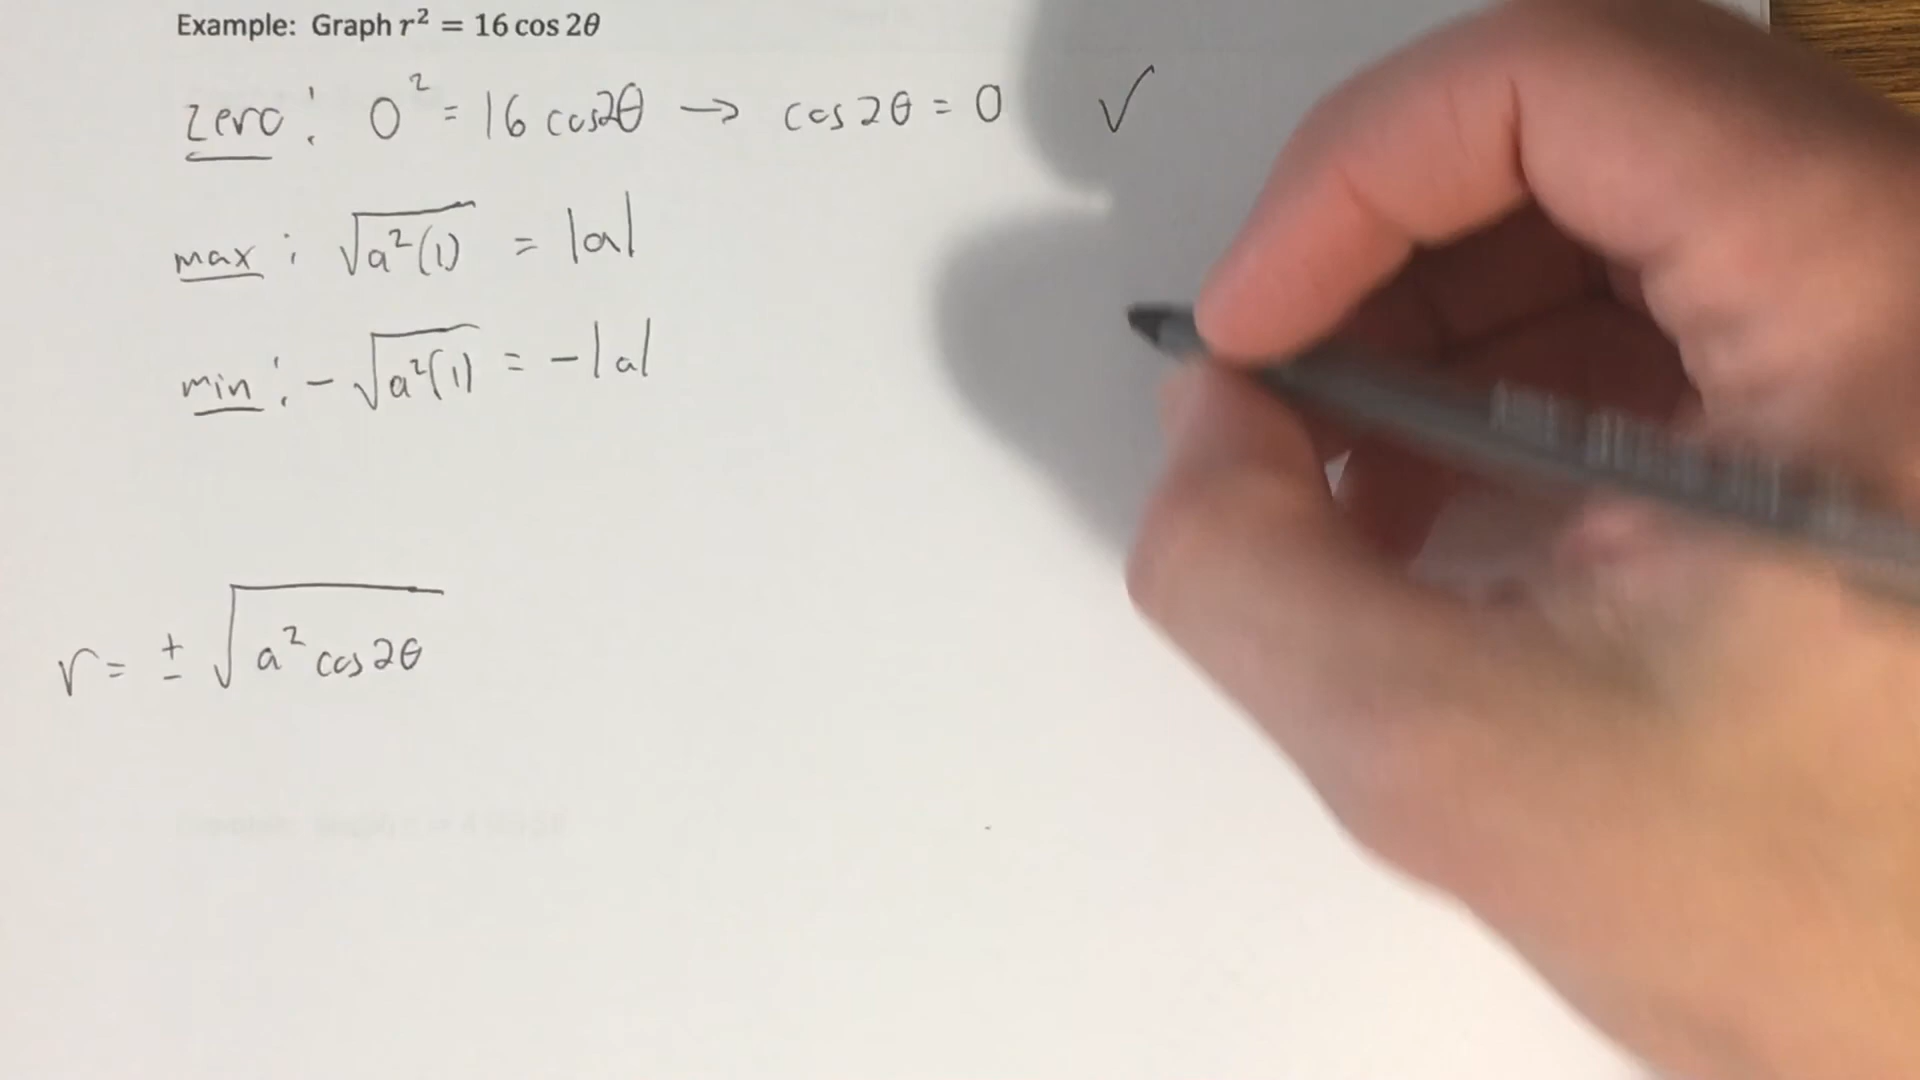 Example: Graph r² = 16 cos 2θ
zero: 0² = 16 cos2θ → cos 2θ = 0 ✓
max: √a²(1) = |a|
min: -√a²(1) = -|a|
r = ± √a² cos 2θ